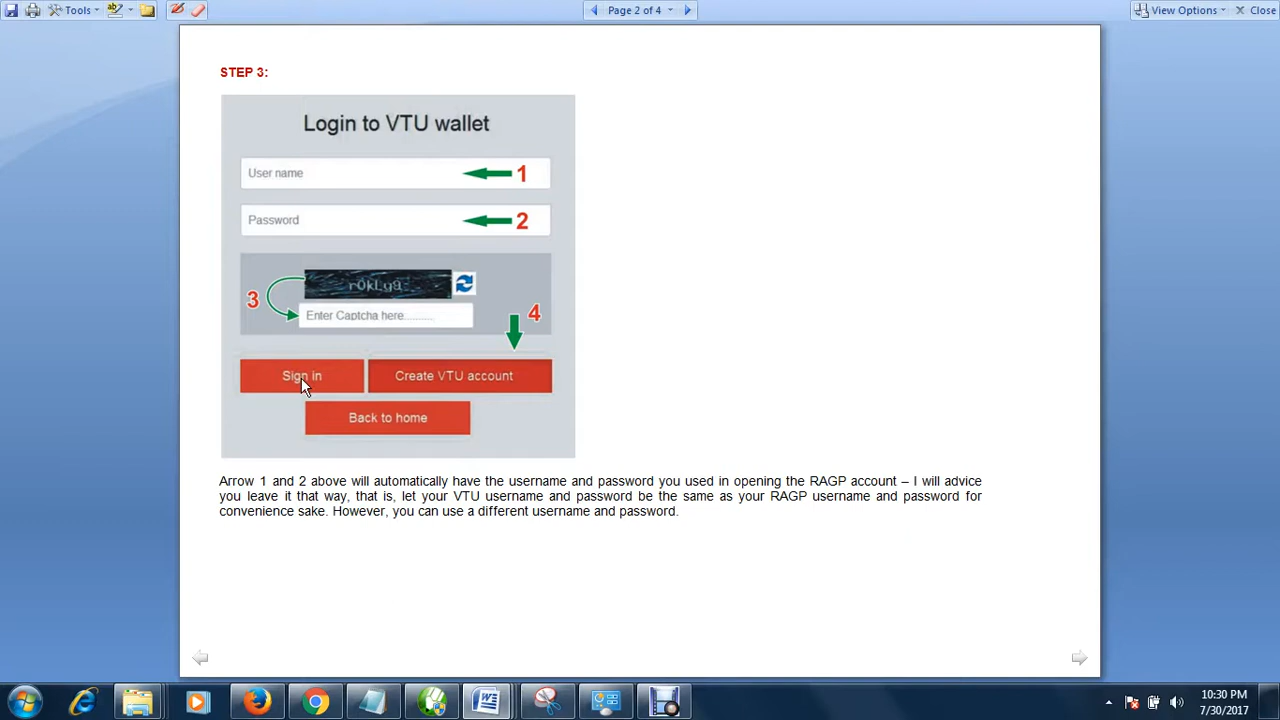 Tools
Page 2 of 4
View Options
Close
STEP 3:
Login to VTU wallet
User name
1
Password
2
rOkLya
3
Enter Captcha here..........
4
Sign in
Create VTU account
Back to home
Arrow 1 and 2 above will automatically have the username and password you used in opening the RAGP account – I will advice
you leave it that way, that is, let your VTU username and password be the same as your RAGP username and password for
convenience sake. However, you can use a different username and password.
10:30 PM
7/30/2017